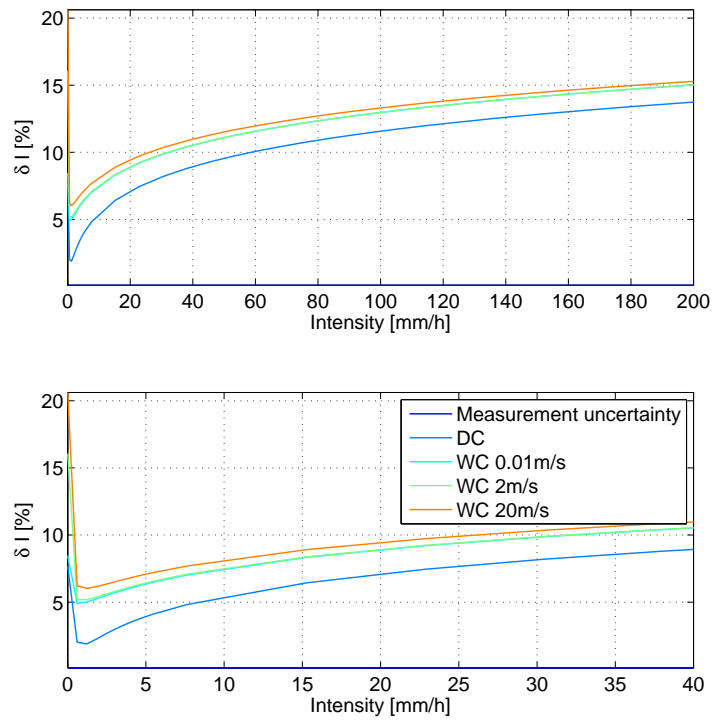 20
15
10
5
δ I [%]
0 20 40 60 80 100 120 140 160 180 200
Intensity [mm/h]
20
15
10
5
δ I [%]
Measurement uncertainty
DC
WC 0.01m/s
WC 2m/s
WC 20m/s
0 5 10 15 20 25 30 35 40
Intensity [mm/h]